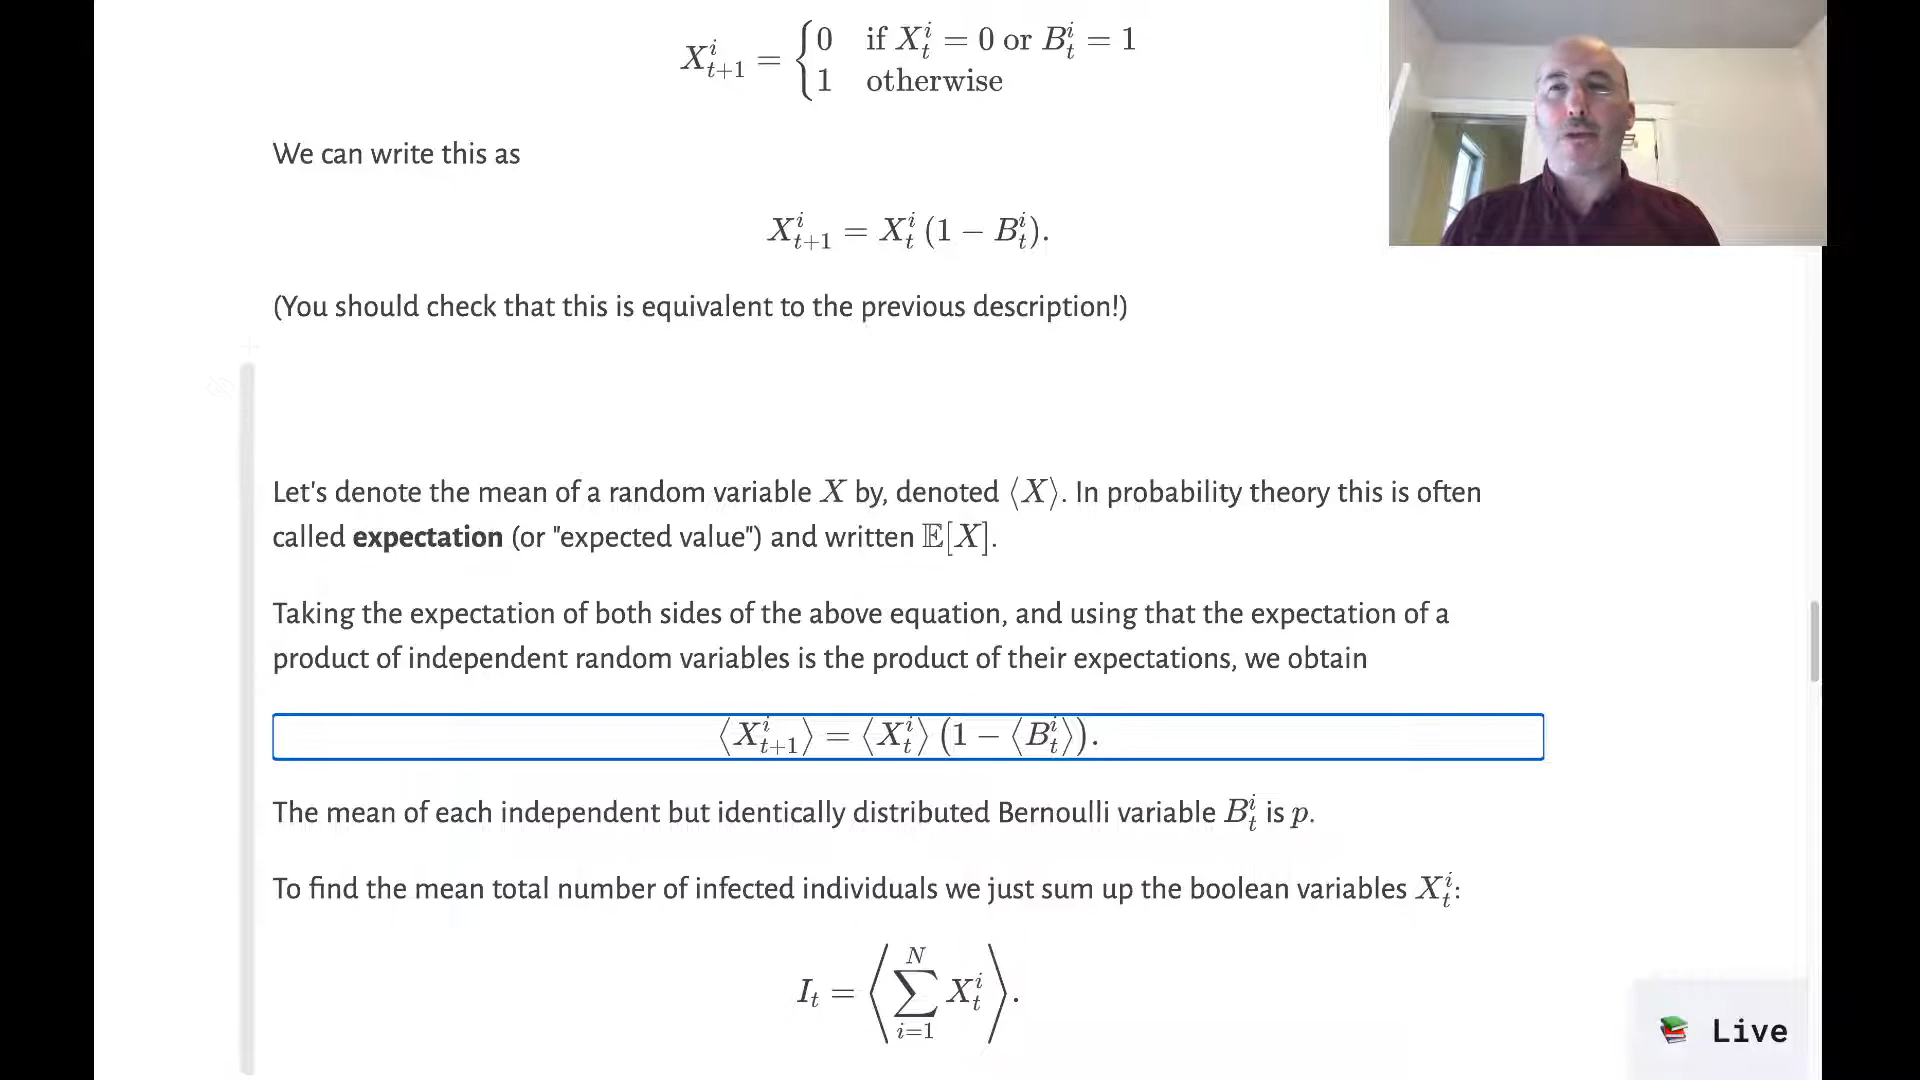 X^i_{t+1} = { 0 if X^i_t = 0 or B^i_t = 1
1 otherwise
We can write this as
X^i_{t+1} = X^i_t (1 − B^i_t).
(You should check that this is equivalent to the previous description!)
Let's denote the mean of a random variable X by, denoted ⟨X⟩. In probability theory this is often
called expectation (or "expected value") and written 𝔼[X].
Taking the expectation of both sides of the above equation, and using that the expectation of a
product of independent random variables is the product of their expectations, we obtain
⟨X^i_{t+1}⟩ = ⟨X^i_t⟩ (1 − ⟨B^i_t⟩).
The mean of each independent but identically distributed Bernoulli variable B^i_t is p.
To find the mean total number of infected individuals we just sum up the boolean variables X^i_t:
I_t = ⟨∑_{i=1}^{N} X^i_t⟩.
📚 Live